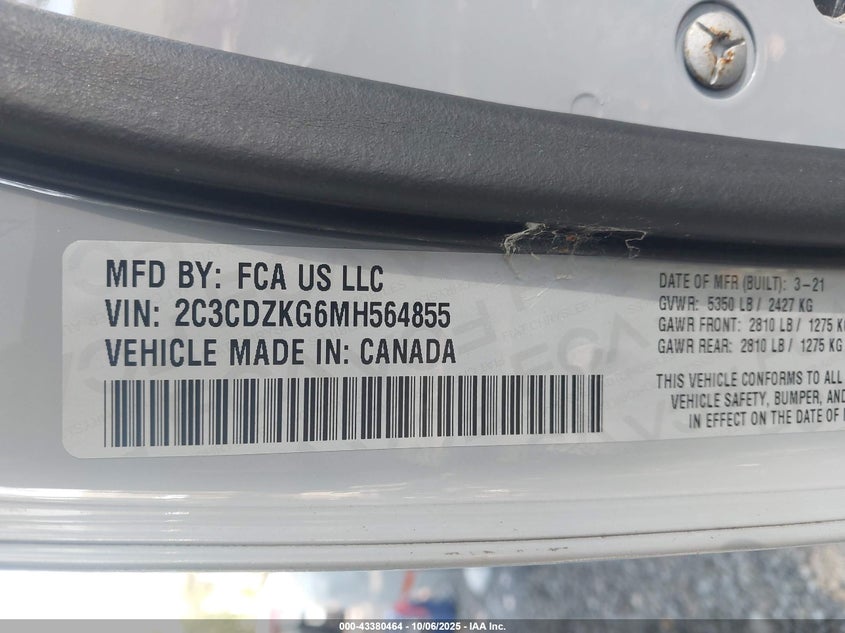 MFD BY: FCA US LLC
VIN: 2C3CDZKG6MH564855
VEHICLE MADE IN: CANADA
DATE OF MFR (BUILT): 3-21
GVWR: 5350 LB / 2427 KG
GAWR FRONT: 2810 LB / 1275 KG
GAWR REAR: 2810 LB / 1275 KG
THIS VEHICLE CONFORMS TO ALL
VEHICLE SAFETY, BUMPER, AND
IN EFFECT ON THE DATE OF
000-43380464 - 10/06/2025 - IAA Inc.